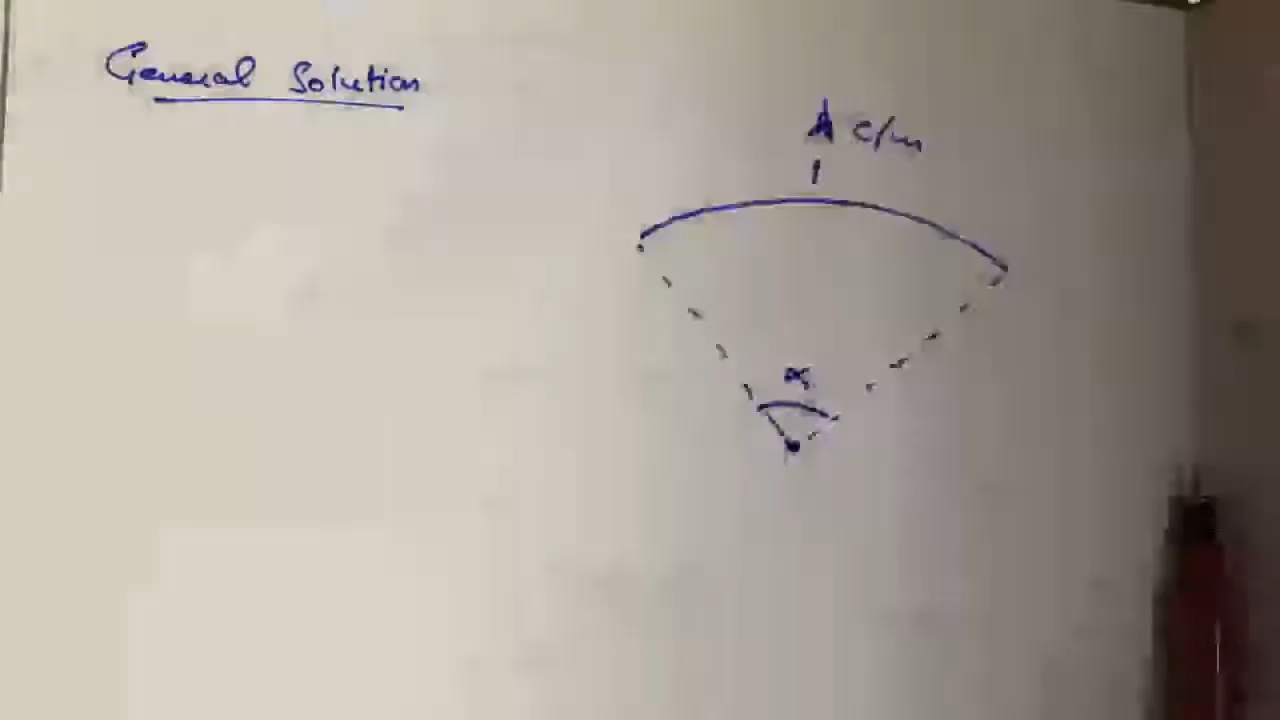 General Solution
λ c/m
α